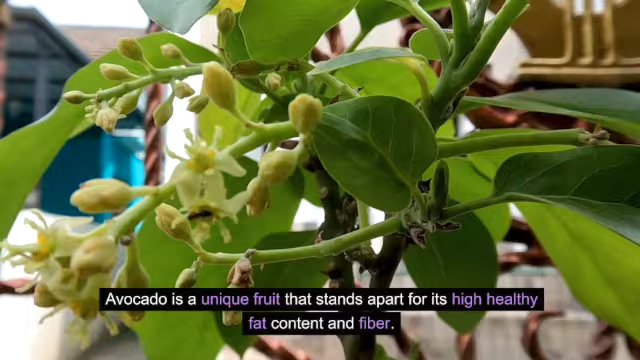 Avocado is a unique fruit that stands apart for its high healthy
fat content and fiber.